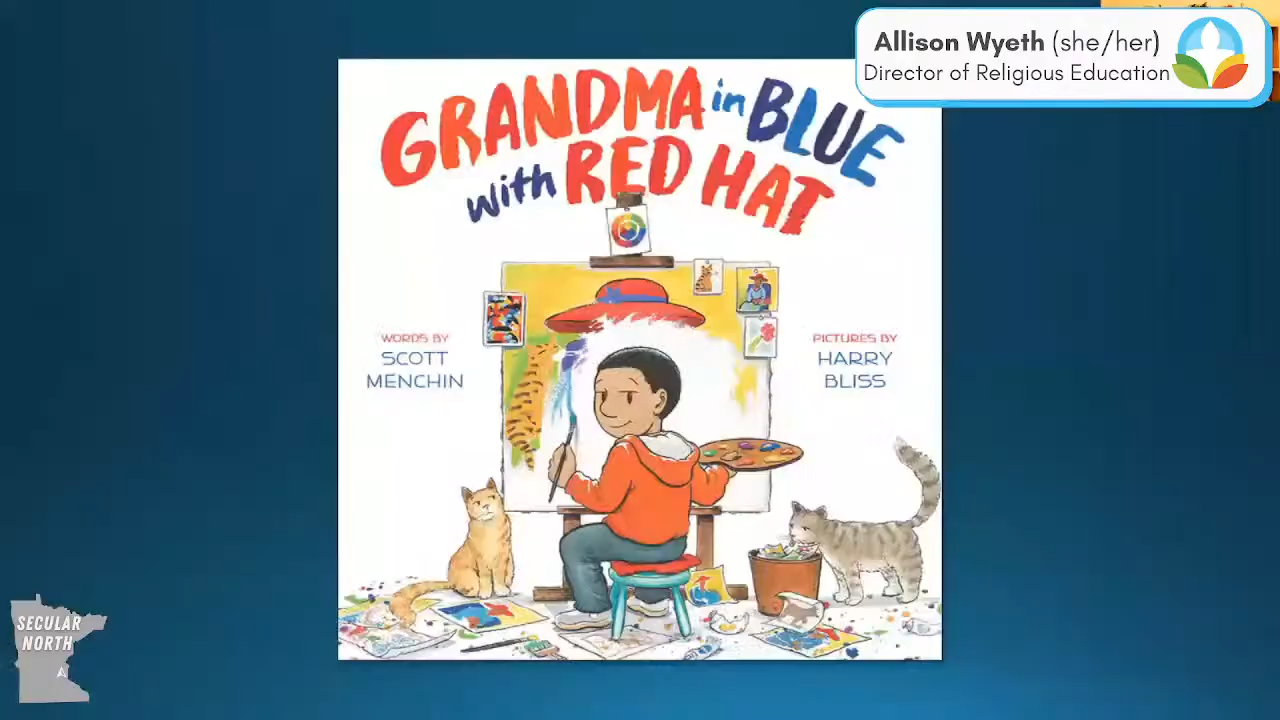 Allison Wyeth (she/her)
Director of Religious Education
GRANDMA in BLUE
with RED HAT
WORDS BY
SCOTT
MENCHIN
PICTURES BY
HARRY
BLISS
SECULAR
NORTH